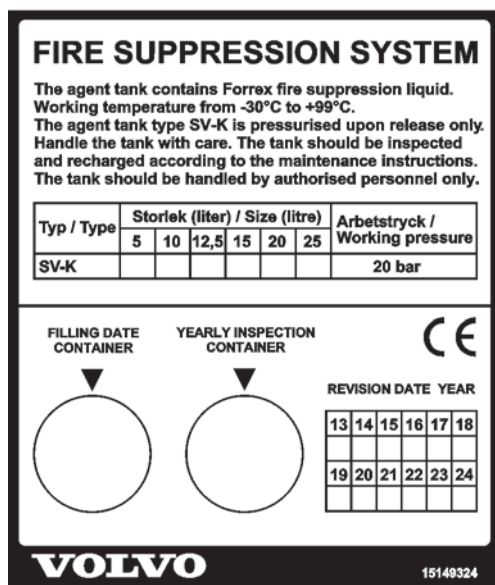 FIRE SUPPRESSION SYSTEM
The agent tank contains Forrex fire suppression liquid.
Working temperature from -30°C to +99°C.
The agent tank type SV-K is pressurised upon release only.
Handle the tank with care. The tank should be inspected
and recharged according to the maintenance instructions.
The tank should be handled by authorised personnel only.
Typ / Type Storlek (liter) / Size (litre) Arbetstryck /
5 10 12,5 15 20 25 Working pressure
SV-K 20 bar
FILLING DATE YEARLY INSPECTION
CONTAINER CONTAINER
CE
REVISION DATE YEAR
13 14 15 16 17 18
19 20 21 22 23 24
VOLVO
15149324